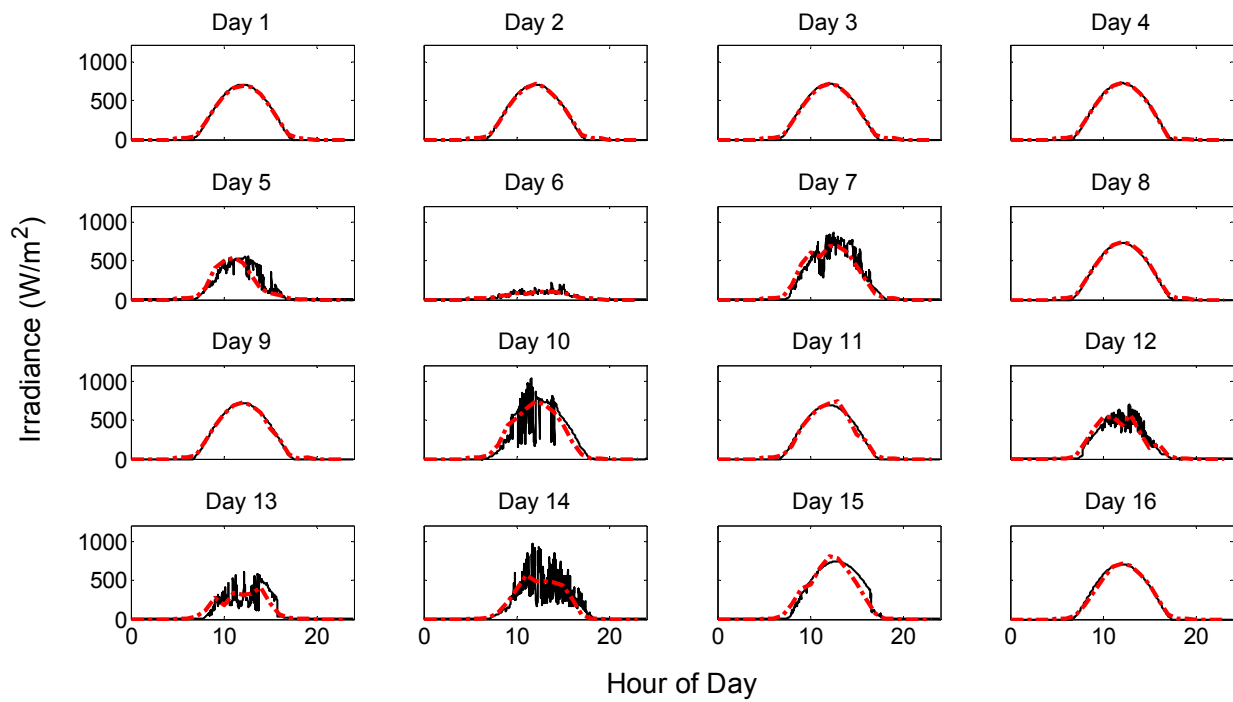 Day 1 Day 2 Day 3 Day 4
1000
500
0
Day 5 Day 6 Day 7 Day 8
1000
500
0
Day 9 Day 10 Day 11 Day 12
1000
500
0
Day 13 Day 14 Day 15 Day 16
1000
500
0
0 10 20 0 10 20 0 10 20 0 10 20
Irradiance (W/m²)
Hour of Day